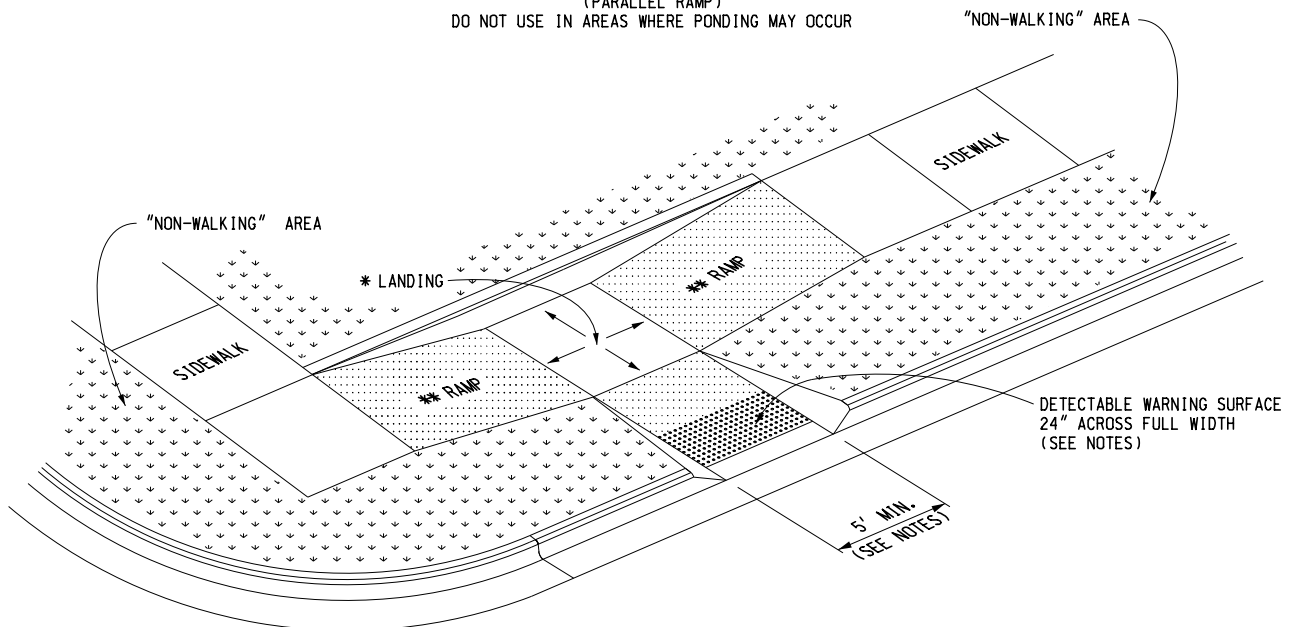 (PARALLEL RAMP)
DO NOT USE IN AREAS WHERE PONDING MAY OCCUR
"NON-WALKING" AREA
SIDEWALK
"NON-WALKING" AREA
** RAMP
* LANDING
SIDEWALK
** RAMP
DETECTABLE WARNING SURFACE
24" ACROSS FULL WIDTH
(SEE NOTES)
5' MIN.
(SEE NOTES)